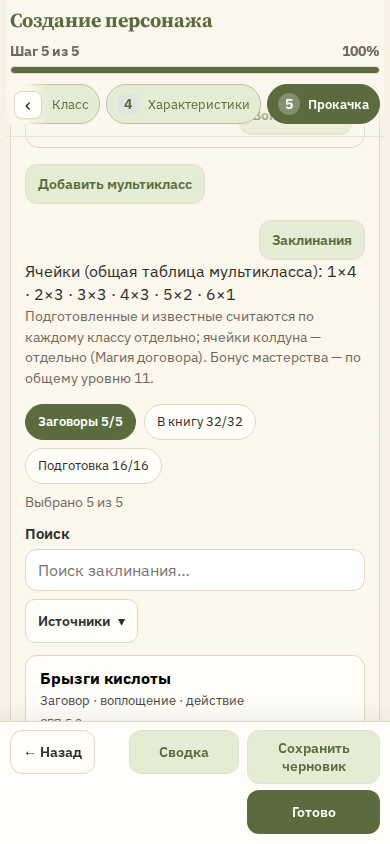 Создание персонажа
Шаг 5 из 5
100%
‹
Класс
4 Характеристики
5 Прокачка
Добавить мультикласс
Заклинания
Ячейки (общая таблица мультикласса): 1×4
· 2×3 · 3×3 · 4×3 · 5×2 · 6×1
Подготовленные и известные считаются по
каждому классу отдельно; ячейки колдуна —
отдельно (Магия договора). Бонус мастерства — по
общему уровню 11.
Заговоры 5/5
В книгу 32/32
Подготовка 16/16
Выбрано 5 из 5
Поиск
Поиск заклинания...
Источники ▾
Брызги кислоты
Заговор · воплощение · действие
← Назад
Сводка
Сохранить
черновик
Готово